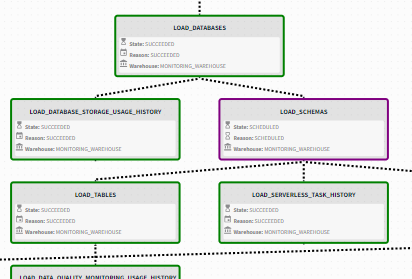 LOAD_DATABASES
State: SUCCEEDED
Reason: SUCCEEDED
Warehouse: MONITORING_WAREHOUSE
LOAD_DATABASE_STORAGE_USAGE_HISTORY
State: SUCCEEDED
Reason: SUCCEEDED
Warehouse: MONITORING_WAREHOUSE
LOAD_SCHEMAS
State: SCHEDULED
Reason: SCHEDULED
Warehouse: MONITORING_WAREHOUSE
LOAD_TABLES
State: SUCCEEDED
Reason: SUCCEEDED
Warehouse: MONITORING_WAREHOUSE
LOAD_SERVERLESS_TASK_HISTORY
State: SUCCEEDED
Reason: SUCCEEDED
Warehouse: MONITORING_WAREHOUSE
LOAD_DATA_QUALITY_MONITORING_USAGE_HISTORY